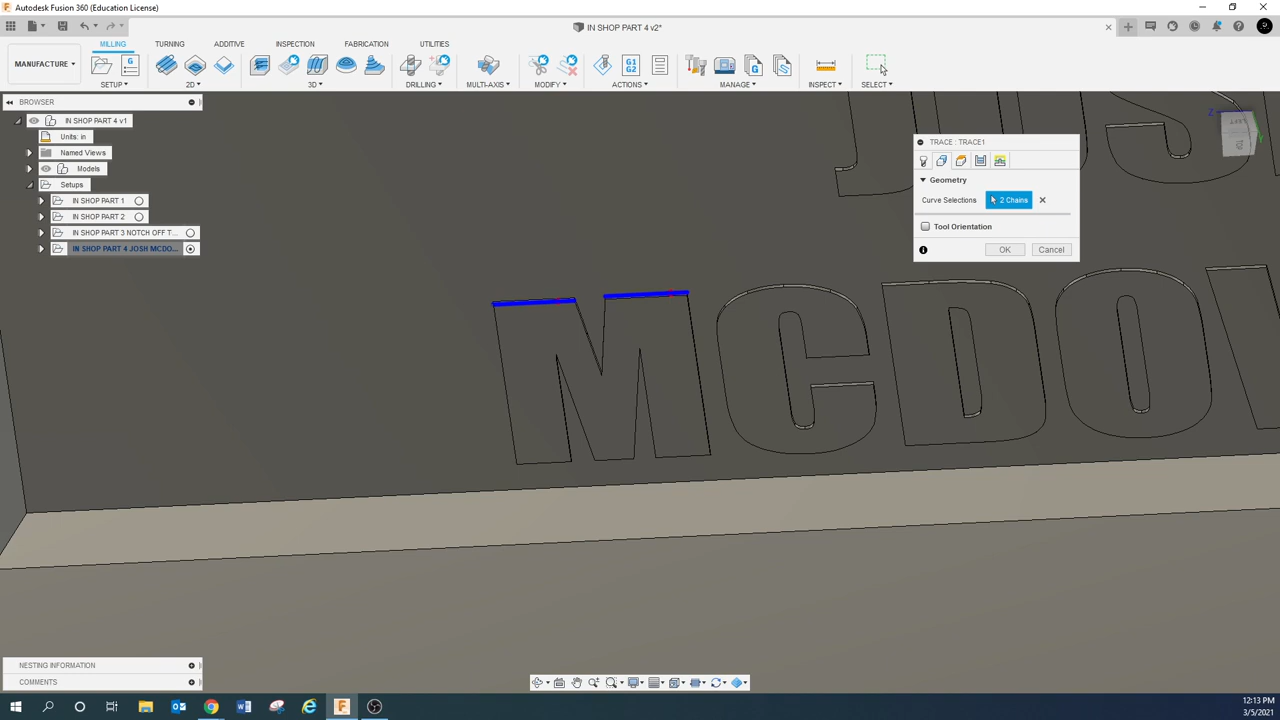 Autodesk Fusion 360 (Education License)
IN SHOP PART 4 v2*
MANUFACTURE
MILLING TURNING ADDITIVE INSPECTION FABRICATION UTILITIES
G1
G2
SETUP 2D 3D DRILLING MULTI-AXIS MODIFY ACTIONS MANAGE INSPECT SELECT
BROWSER
IN SHOP PART 4 v1
Units: in
Named Views
Models
Setups
IN SHOP PART 1
IN SHOP PART 2
IN SHOP PART 3 NOTCH OFF T...
IN SHOP PART 4 JOSH MCDO...
TRACE : TRACE1
Geometry
Curve Selections 2 Chains
Tool Orientation
OK Cancel
Z
Y
MCDO
NESTING INFORMATION
COMMENTS
12:13 PM
3/5/2021